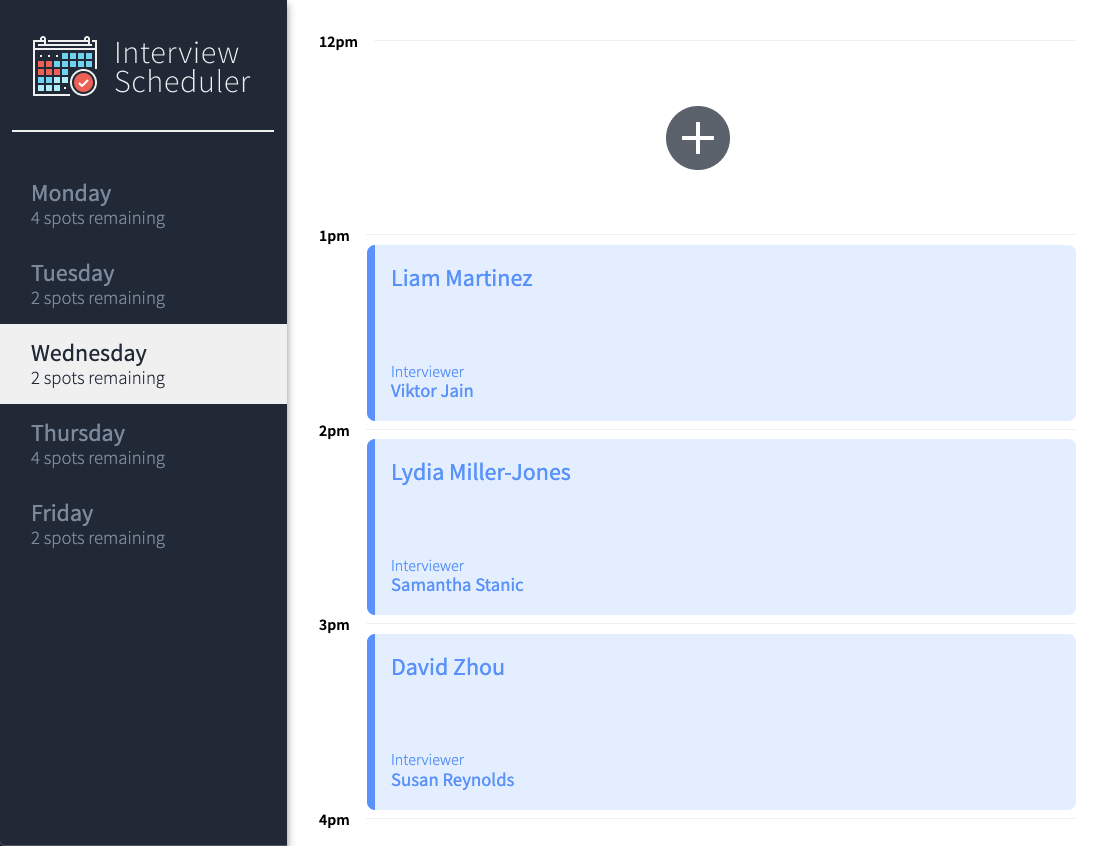 Interview
Scheduler
Monday
4 spots remaining
Tuesday
2 spots remaining
Wednesday
2 spots remaining
Thursday
4 spots remaining
Friday
2 spots remaining
12pm
1pm
Liam Martinez
Interviewer
Viktor Jain
2pm
Lydia Miller-Jones
Interviewer
Samantha Stanic
3pm
David Zhou
Interviewer
Susan Reynolds
4pm